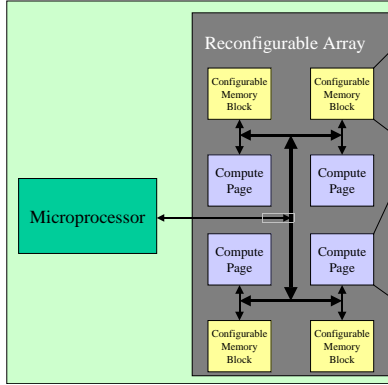 Reconfigurable Array
Configurable
Memory
Block
Configurable
Memory
Block
Compute
Page
Compute
Page
Microprocessor
Compute
Page
Compute
Page
Configurable
Memory
Block
Configurable
Memory
Block